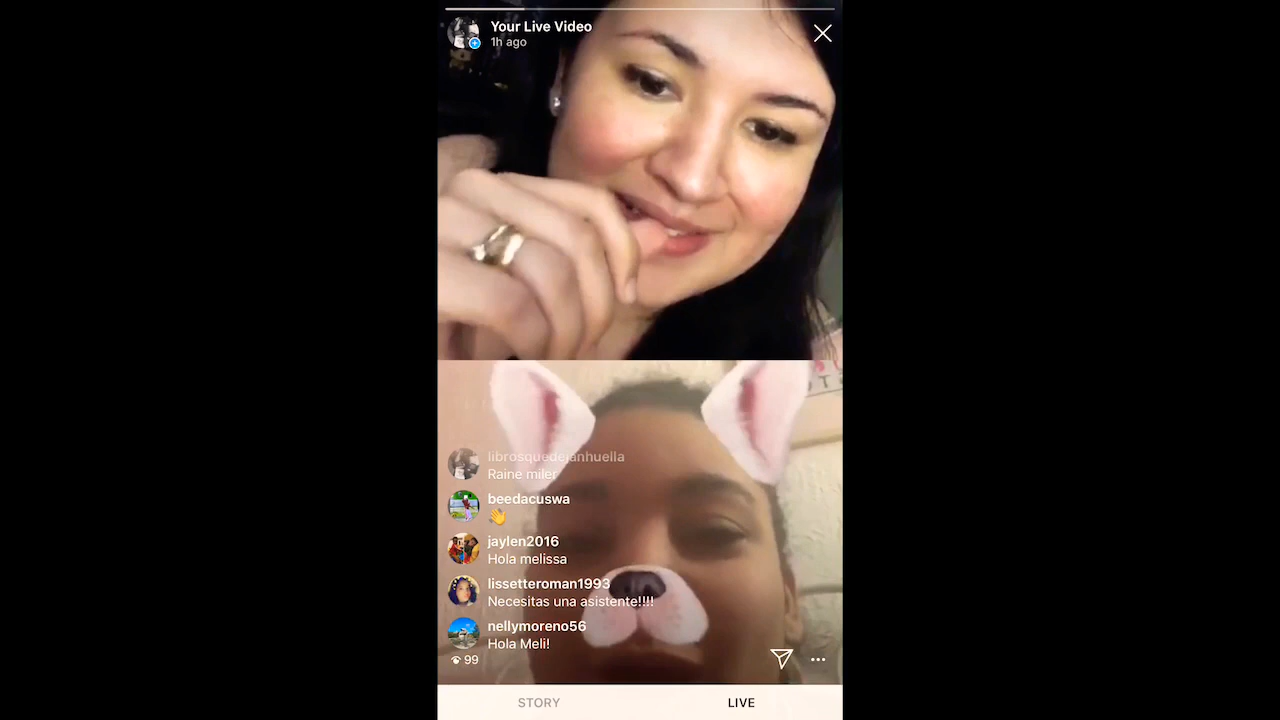 Your Live Video
1h ago
librosquedejanhuella
Raine miler
beedacuswa
👋
jaylen2016
Hola melissa
lissetteroman1993
Necesitas una asistente!!!!
nellymoreno56
Hola Meli!
99
STORY
LIVE